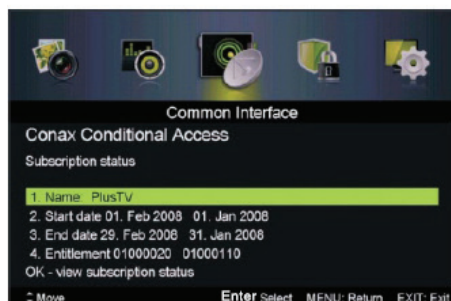 Common Interface
Conax Conditional Access
Subscription status
1. Name: PlusTV
2. Start date 01. Feb 2008 01. Jan 2008
3. End date 29. Feb 2008 31. Jan 2008
4. Entitlement 01000020 01000110
OK - view subscription status
Move Enter Select MENU: Return EXIT: Exit